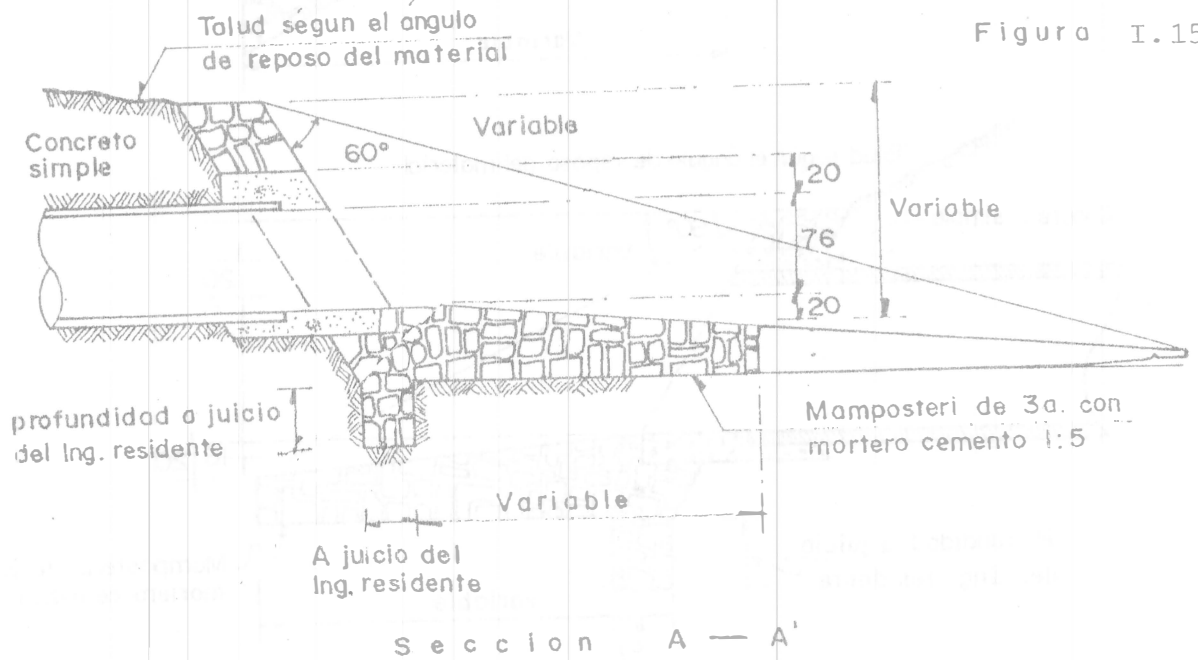 Talud ségun el angulo
de reposo del material
Figura I.15
Concreto
simple
60°
Variable
20
Variable
76
20
profundidad a juicio
del Ing. residente
Mamposteri de 3a. con
mortero cemento 1:5
Variable
A juicio del
Ing. residente
Seccion A — A'